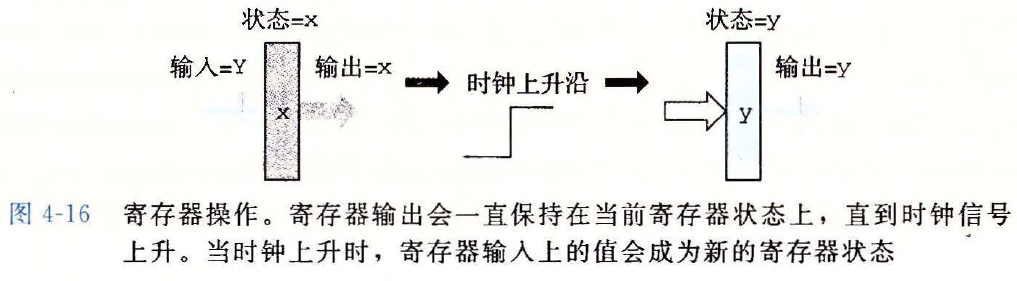 状态=x
状态=y
输入=Y
输出=x
时钟上升沿
输出=y
x
y
图 4-16 寄存器操作。寄存器输出会一直保持在当前寄存器状态上，直到时钟信号
上升。当时钟上升时，寄存器输入上的值会成为新的寄存器状态